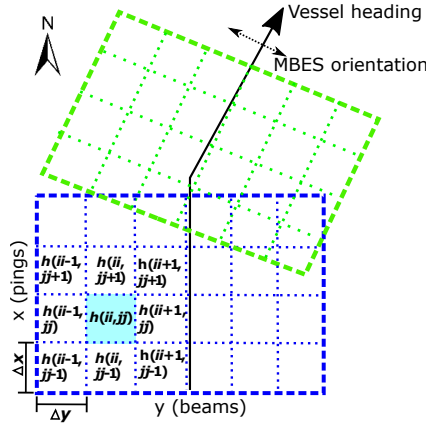 Vessel heading
N
MBES orientation
h(ii-1, jj+1)
h(ii, jj+1)
h(ii+1, jj+1)
h(ii-1, jj)
h(ii,jj)
h(ii+1, jj)
h(ii-1, jj-1)
h(ii, jj-1)
h(ii+1, jj-1)
x (pings)
Δx
Δy
y (beams)